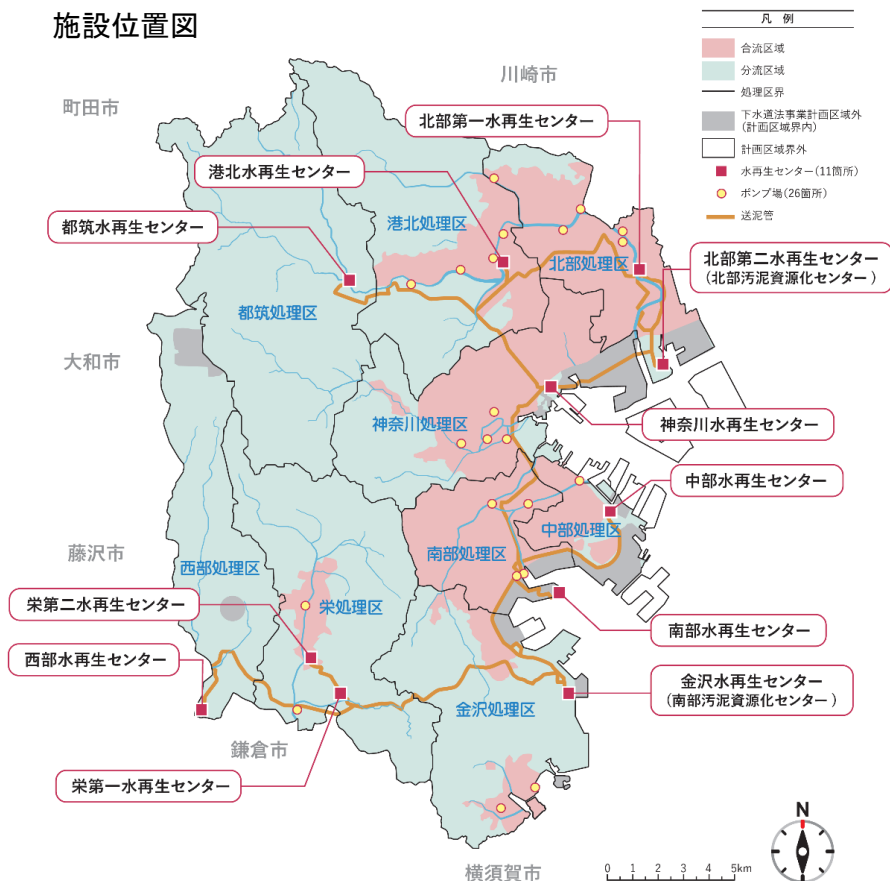 施設位置図
凡 例
合流区域
分流区域
処理区界
下水道法事業計画区域外
(計画区域界内)
計画区域界外
水再生センター(11箇所)
ポンプ場(26箇所)
送泥管
川崎市
町田市
北部第一水再生センター
港北水再生センター
都筑水再生センター
港北処理区
北部処理区
北部第二水再生センター
(北部汚泥資源化センター)
都筑処理区
大和市
神奈川処理区
神奈川水再生センター
中部水再生センター
中部処理区
藤沢市
西部処理区
南部処理区
栄処理区
栄第二水再生センター
南部水再生センター
西部水再生センター
金沢水再生センター
(南部汚泥資源化センター)
金沢処理区
鎌倉市
栄第一水再生センター
横須賀市
N
0 1 2 3 4 5km